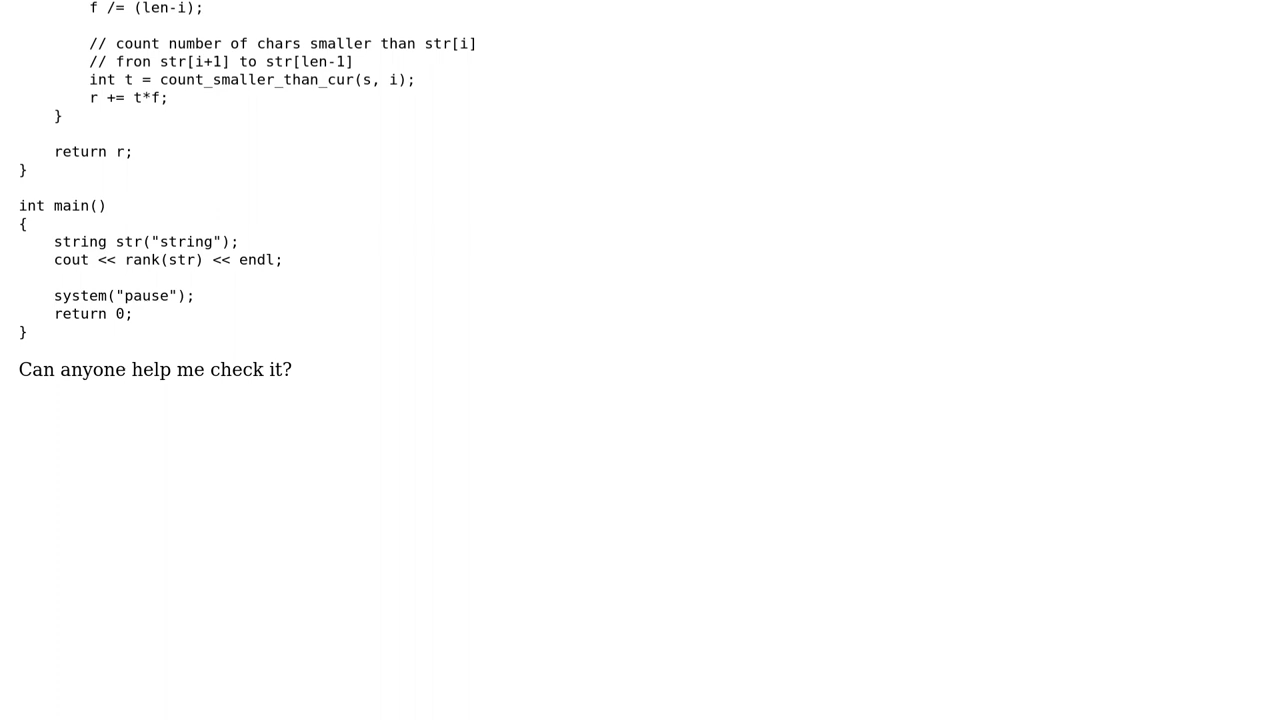 f /= (len-i);
// count number of chars smaller than str[i]
// fron str[i+1] to str[len-1]
int t = count_smaller_than_cur(s, i);
r += t*f;
}
return r;
}
int main()
{
string str("string");
cout << rank(str) << endl;
system("pause");
return 0;
}
Can anyone help me check it?